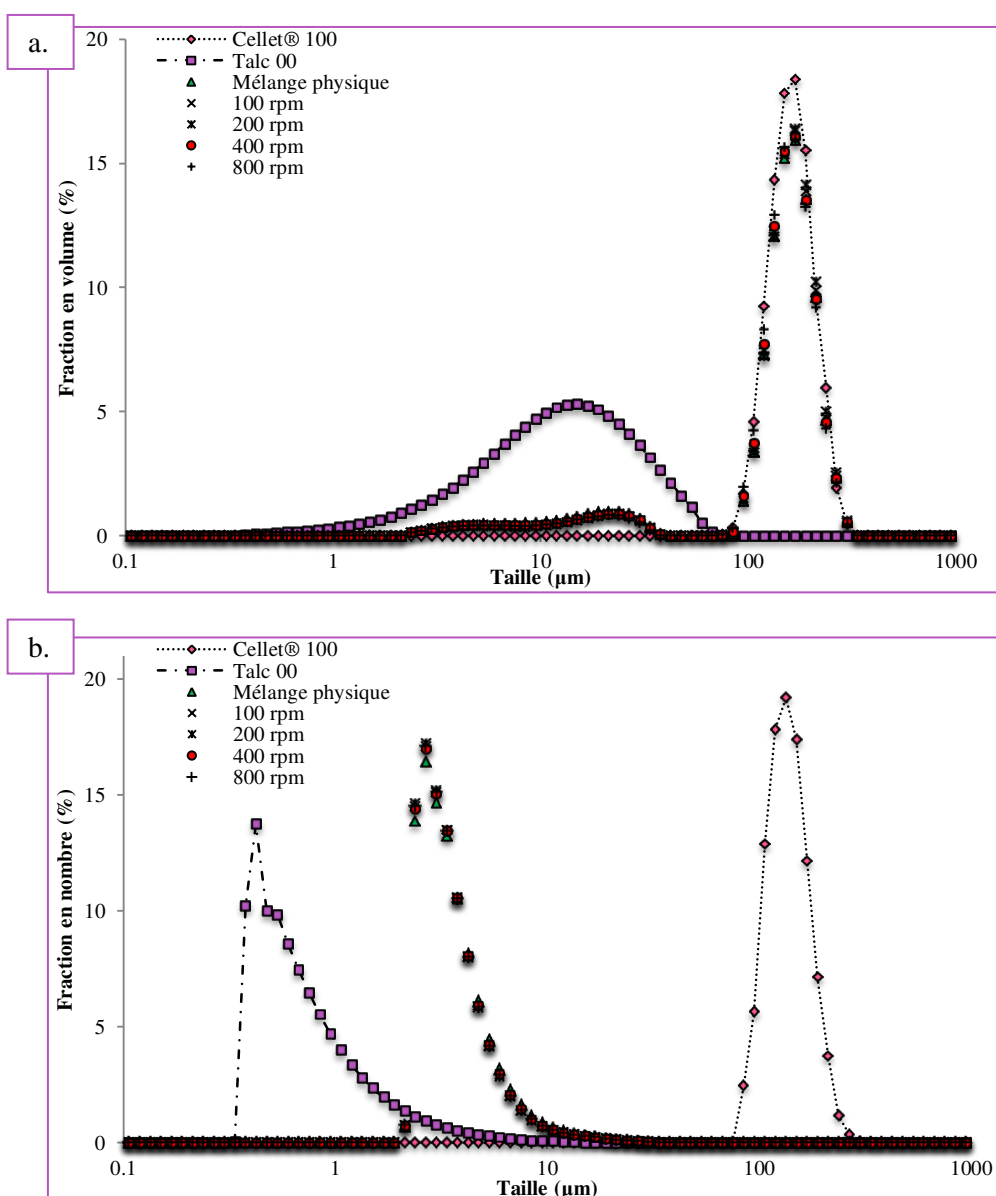 a.
20
15
10
5
0
Fraction en volume (%)
Cellet® 100
Talc 00
Mélange physique
100 rpm
200 rpm
400 rpm
800 rpm
0.1 1 10 100 1000
Taille (µm)
b.
20
15
10
5
0
Fraction en nombre (%)
Cellet® 100
Talc 00
Mélange physique
100 rpm
200 rpm
400 rpm
800 rpm
0.1 1 10 100 1000
Taille (µm)